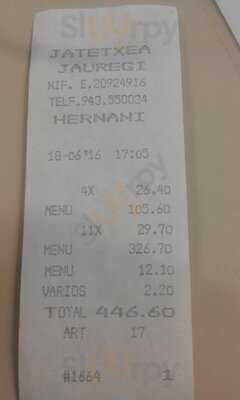 Sluurpy
JATETXEA
JAUREGI
NIF. E.20924916
TELF.943.550034
HERNANI
18-06'16 17:05
4X 26.40
MENU 105.60
11X 29.70
MENU 326.70
MENU 12.10
VARIOS 2.20
TOTAL 446.60
ART 17
#1664 1